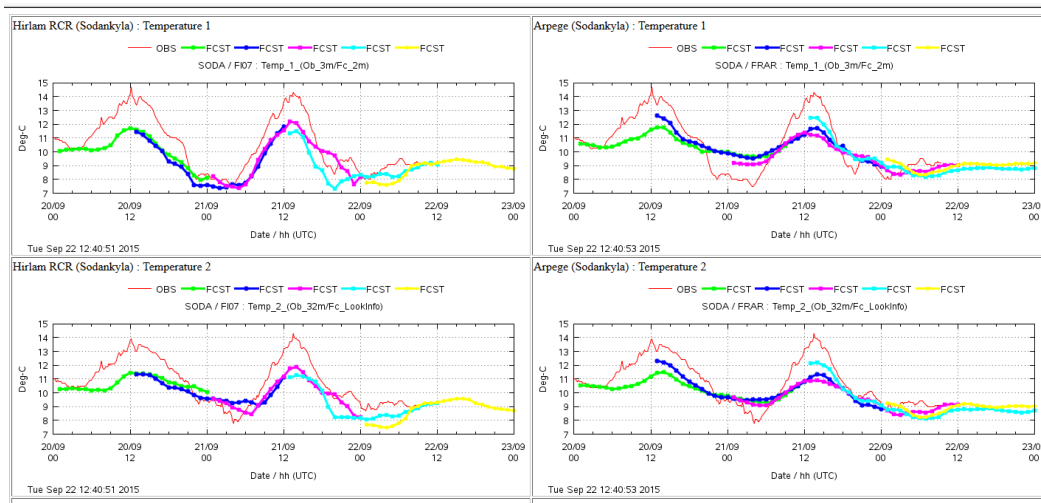 Hirlam RCR (Sodankyla) : Temperature 1
OBS FCST FCST FCST FCST FCST
SODA / FI07 : Temp_1_(Ob_3m/Fc_2m)
15
14
13
12
11
10
9
8
7
Deg-C
20/09 20/09 21/09 21/09 22/09 22/09 23/09
00 12 00 12 00 12 00
Date / hh (UTC)
Tue Sep 22 12:40:51 2015
Arpege (Sodankyla) : Temperature 1
OBS FCST FCST FCST FCST FCST
SODA / FRAR : Temp_1_(Ob_3m/Fc_2m)
15
14
13
12
11
10
9
8
7
Deg-C
20/09 20/09 21/09 21/09 22/09 22/09 23/0
00 12 00 12 00 12 00
Date / hh (UTC)
Tue Sep 22 12:40:53 2015
Hirlam RCR (Sodankyla) : Temperature 2
OBS FCST FCST FCST FCST FCST
SODA / FI07 : Temp_2_(Ob_32m/Fc_LookInfo)
15
14
13
12
11
10
9
8
7
Deg-C
20/09 20/09 21/09 21/09 22/09 22/09 23/09
00 12 00 12 00 12 00
Date / hh (UTC)
Tue Sep 22 12:40:51 2015
Arpege (Sodankyla) : Temperature 2
OBS FCST FCST FCST FCST FCST
SODA / FRAR : Temp_2_(Ob_32m/Fc_LookInfo)
15
14
13
12
11
10
9
8
7
Deg-C
20/09 20/09 21/09 21/09 22/09 22/09 23/0
00 12 00 12 00 12 00
Date / hh (UTC)
Tue Sep 22 12:40:53 2015